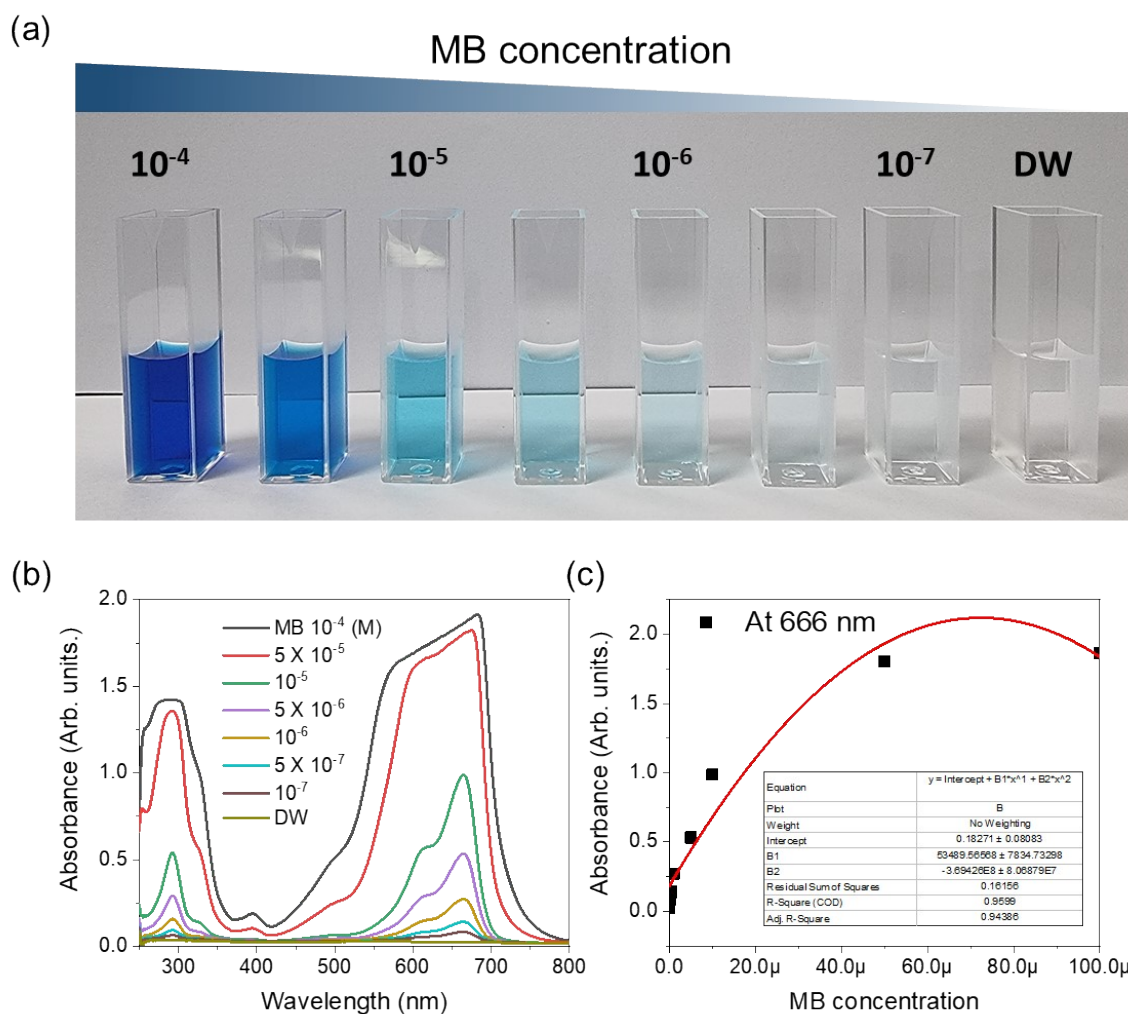 (a)
MB concentration
10⁻⁴ 10⁻⁵ 10⁻⁶ 10⁻⁷ DW
(b)
2.0
1.5
1.0
0.5
0.0
Absorbance (Arb. units.)
MB 10⁻⁴ (M)
5 X 10⁻⁵
10⁻⁵
5 X 10⁻⁶
10⁻⁶
5 X 10⁻⁷
10⁻⁷
DW
300 400 500 600 700 800
Wavelength (nm)
(c)
2.0
1.5
1.0
0.5
0.0
Absorbance (Arb. units.)
At 666 nm
Equation y = Intercept + B1*x^1 + B2*x^2
Plot B
Weight No Weighting
Intercept 0.18271 ± 0.08083
B1 53489.56568 ± 7834.73298
B2 -3.69426E8 ± 8.06879E7
Residual Sum of Squares 0.16156
R-Square (COD) 0.9599
Adj. R-Square 0.94386
0.0 20.0µ 40.0µ 60.0µ 80.0µ 100.0µ
MB concentration